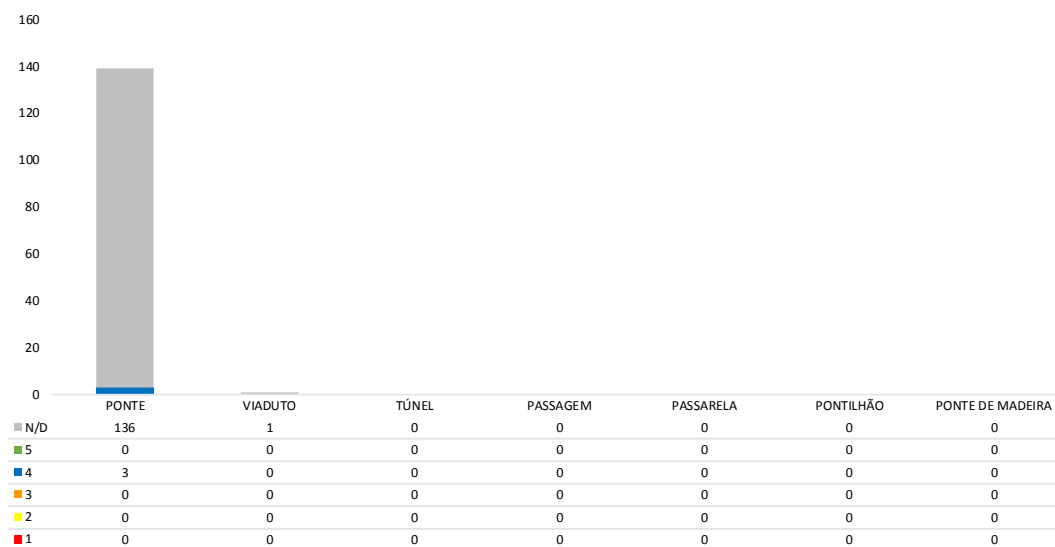 160
140
120
100
80
60
40
20
0
PONTE VIADUTO TÚNEL PASSAGEM PASSARELA PONTILHÃO PONTE DE MADEIRA
N/D 136 1 0 0 0 0 0
5 0 0 0 0 0 0 0
4 3 0 0 0 0 0 0
3 0 0 0 0 0 0 0
2 0 0 0 0 0 0 0
1 0 0 0 0 0 0 0